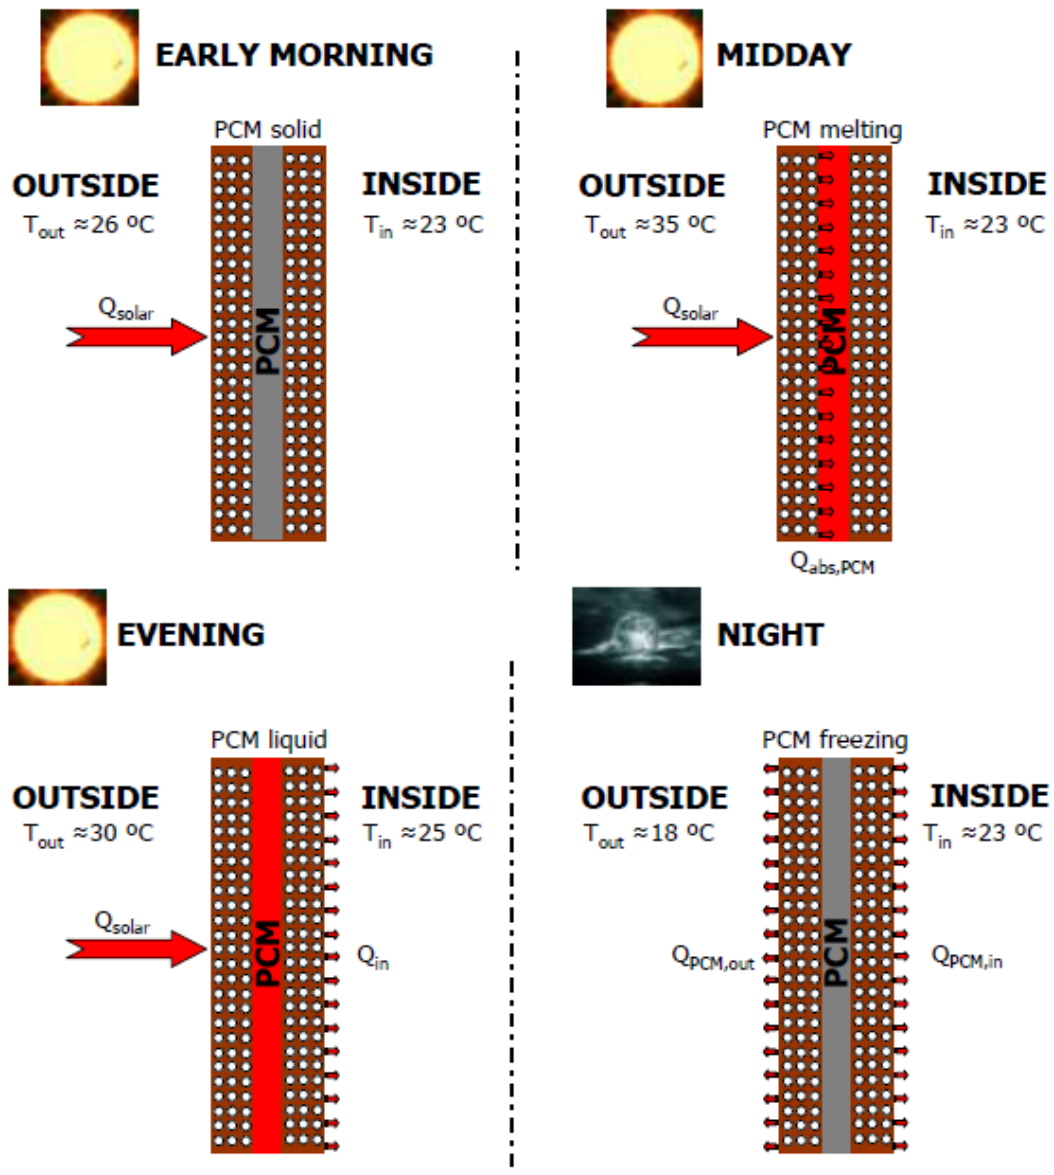 EARLY MORNING
PCM solid
OUTSIDE
INSIDE
T_out ≈26 ºC
T_in ≈23 ºC
Q_solar
PCM
MIDDAY
PCM melting
OUTSIDE
INSIDE
T_out ≈35 ºC
T_in ≈23 ºC
Q_solar
PCM
Q_abs,PCM
EVENING
PCM liquid
OUTSIDE
INSIDE
T_out ≈30 ºC
T_in ≈25 ºC
Q_solar
PCM
Q_in
NIGHT
PCM freezing
OUTSIDE
INSIDE
T_out ≈18 ºC
T_in ≈23 ºC
Q_PCM,out
PCM
Q_PCM,in